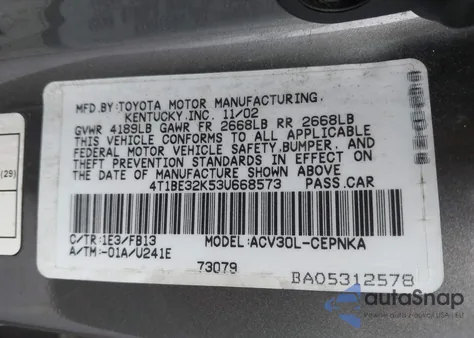 MFD.BY:TOYOTA MOTOR MANUFACTURING,
KENTUCKY,INC. 11/02
GVWR 4189LB GAWR FR 2668LB RR 2668LB
THIS VEHICLE CONFORMS TO ALL APPLICABLE
FEDERAL MOTOR VEHICLE SAFETY,BUMPER, AND
THEFT PREVENTION STANDARDS IN EFFECT ON
THE DATE OF MANUFACTURE SHOWN ABOVE.
4T1BE32K53U668573 PASS.CAR
C/TR:1E3/FB13 MODEL:ACV30L-CEPNKA
A/TM:-01A/U241E
73079 BA05312578
(29)
autaSnap